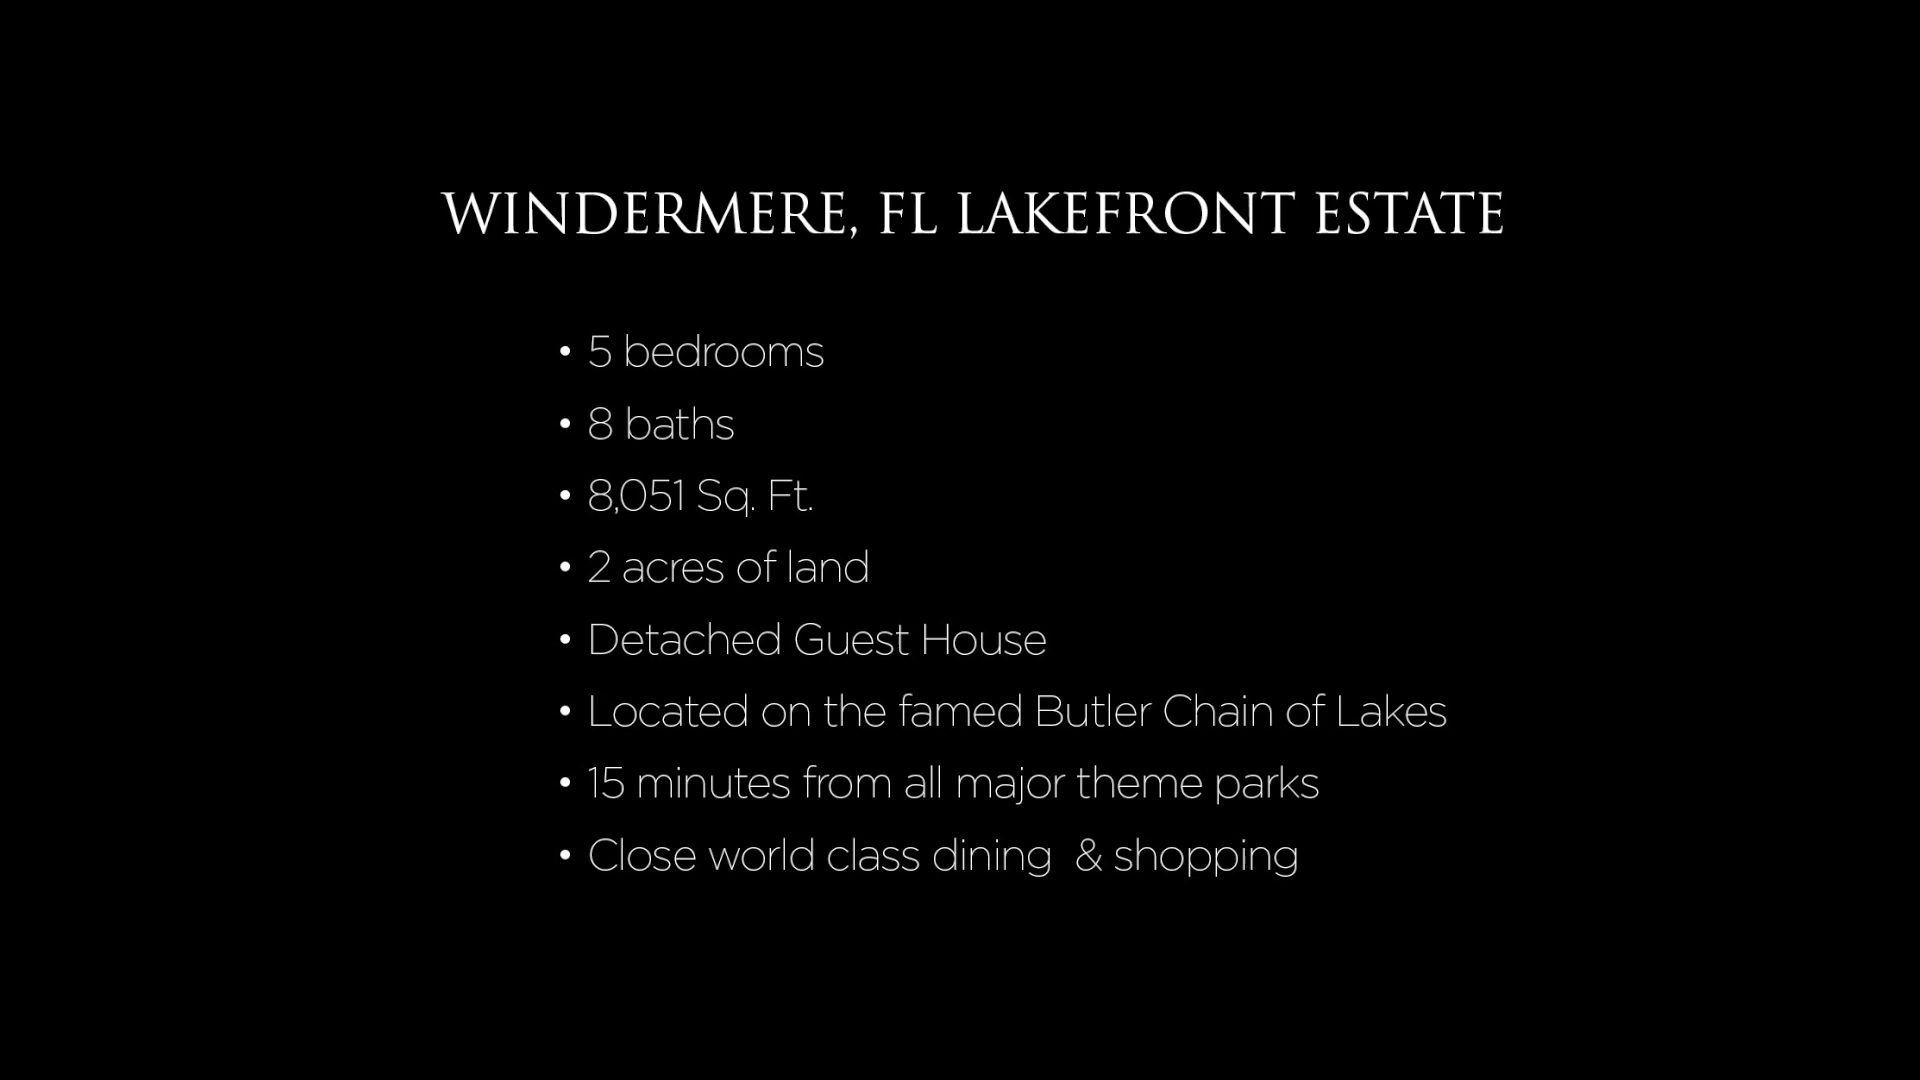 WINDERMERE, FL LAKEFRONT ESTATE
• 5 bedrooms
• 8 baths
• 8,051 Sq. Ft.
• 2 acres of land
• Detached Guest House
• Located on the famed Butler Chain of Lakes
• 15 minutes from all major theme parks
• Close world class dining  & shopping